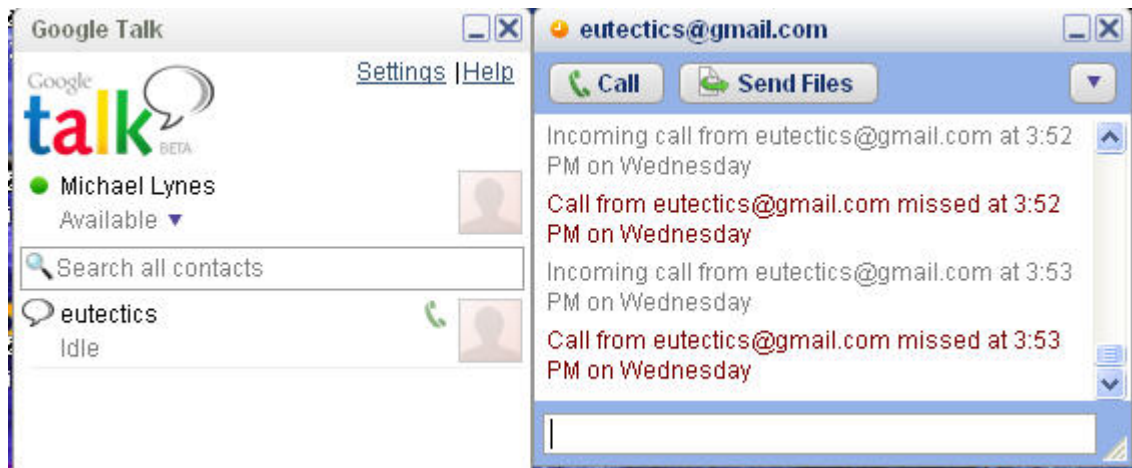 Google Talk
Settings | Help
Google
talk
BETA
Michael Lynes
Available
Search all contacts
eutectics
Idle
eutectics@gmail.com
Call
Send Files
Incoming call from eutectics@gmail.com at 3:52
PM on Wednesday
Call from eutectics@gmail.com missed at 3:52
PM on Wednesday
Incoming call from eutectics@gmail.com at 3:53
PM on Wednesday
Call from eutectics@gmail.com missed at 3:53
PM on Wednesday